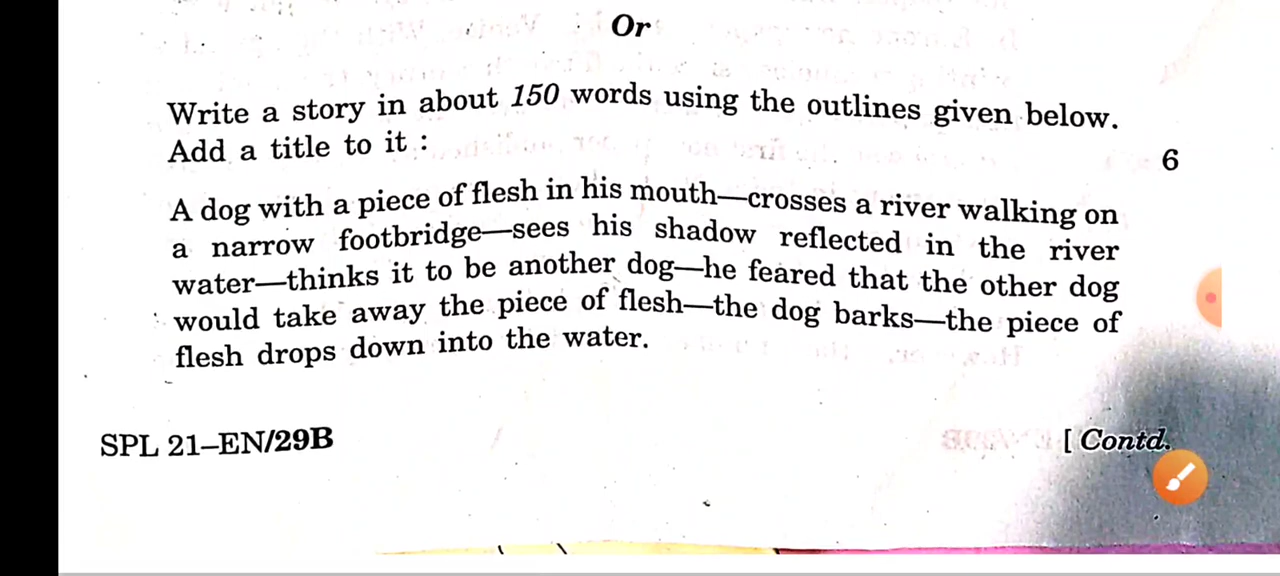 Or
Write a story in about 150 words using the outlines given below.
Add a title to it :
6
A dog with a piece of flesh in his mouth—crosses a river walking on
a narrow footbridge—sees his shadow reflected in the river
water—thinks it to be another dog—he feared that the other dog
would take away the piece of flesh—the dog barks—the piece of
flesh drops down into the water.
SPL 21–EN/29B
[ Contd.